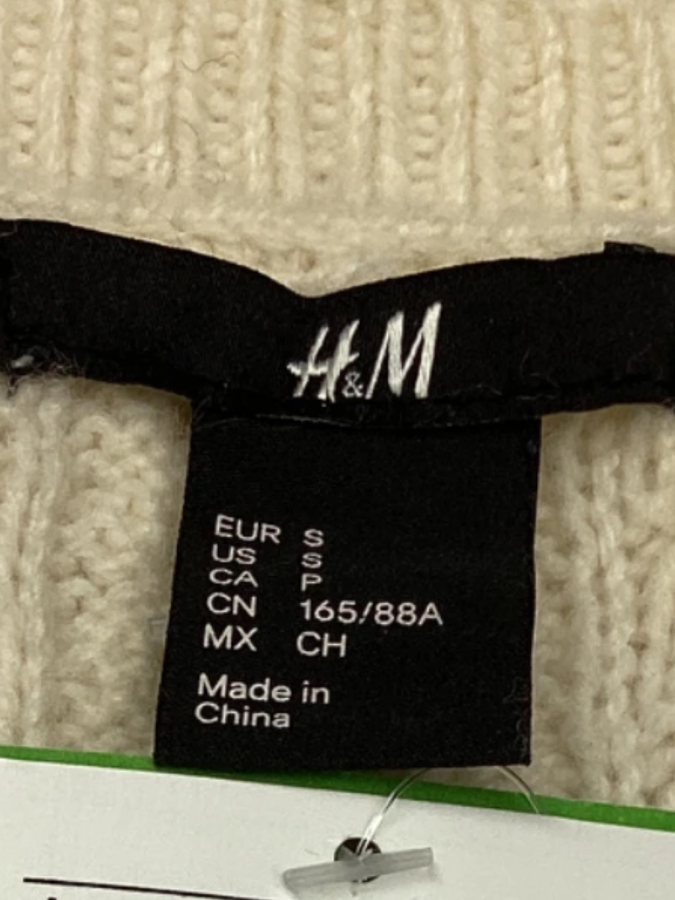 H&M
EUR S
US S
CA P
CN 165/88A
MX CH
Made in
China